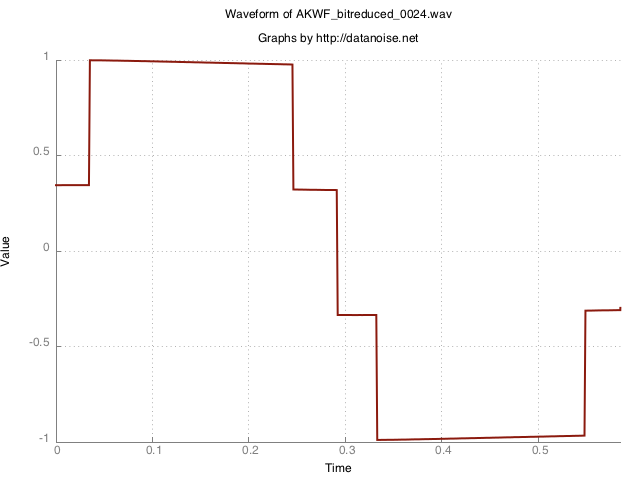 Waveform of AKWF_bitreduced_0024.wav
Graphs by http://datanoise.net
1
0.5
0
-0.5
-1
Value
0 0.1 0.2 0.3 0.4 0.5
Time